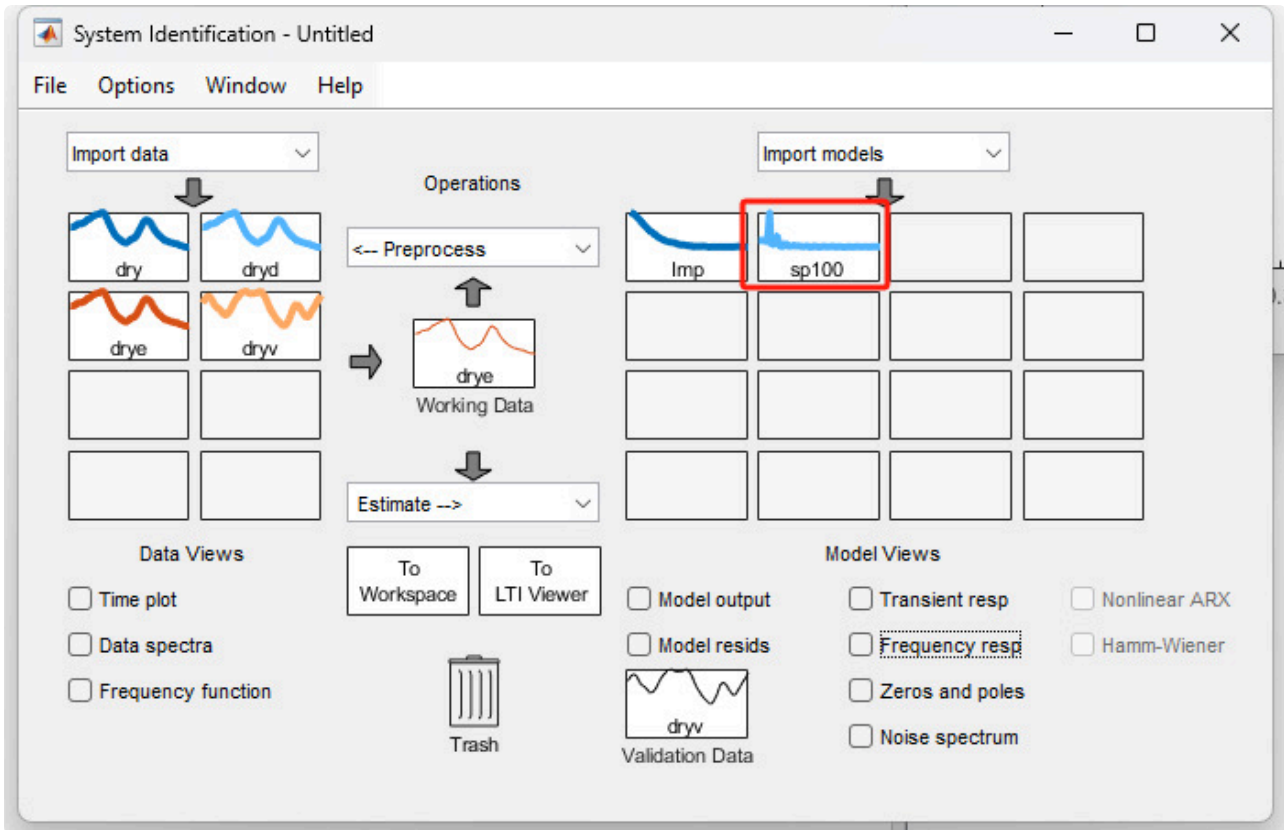 System Identification - Untitled
File Options Window Help
Import data
Import models
Operations
<-- Preprocess
dry
dryd
drye
dryv
Imp
sp100
drye
Working Data
Estimate -->
To
Workspace
To
LTI Viewer
Data Views
Time plot
Data spectra
Frequency function
Trash
Model Views
Model output
Transient resp
Nonlinear ARX
Model resids
Frequency resp
Hamm-Wiener
Zeros and poles
Noise spectrum
dryv
Validation Data